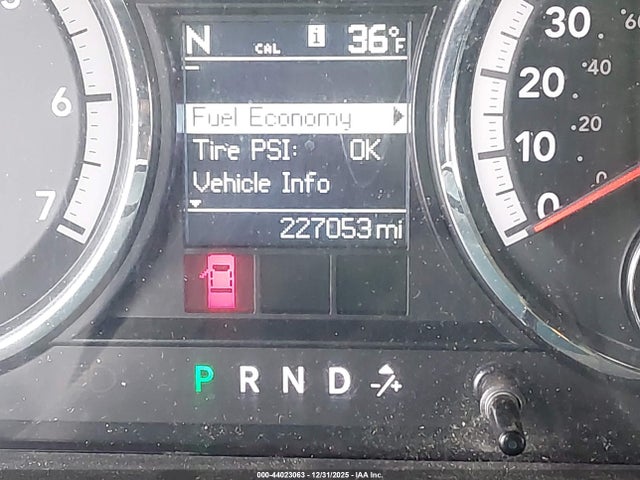 N CAL i 36°F
Fuel Economy
Tire PSI: OK
Vehicle Info
227053 mi
P R N D -/+
6
7
30
20
10
0
60
40
20
0
000-44023063 - 12/31/2025 - IAA Inc.